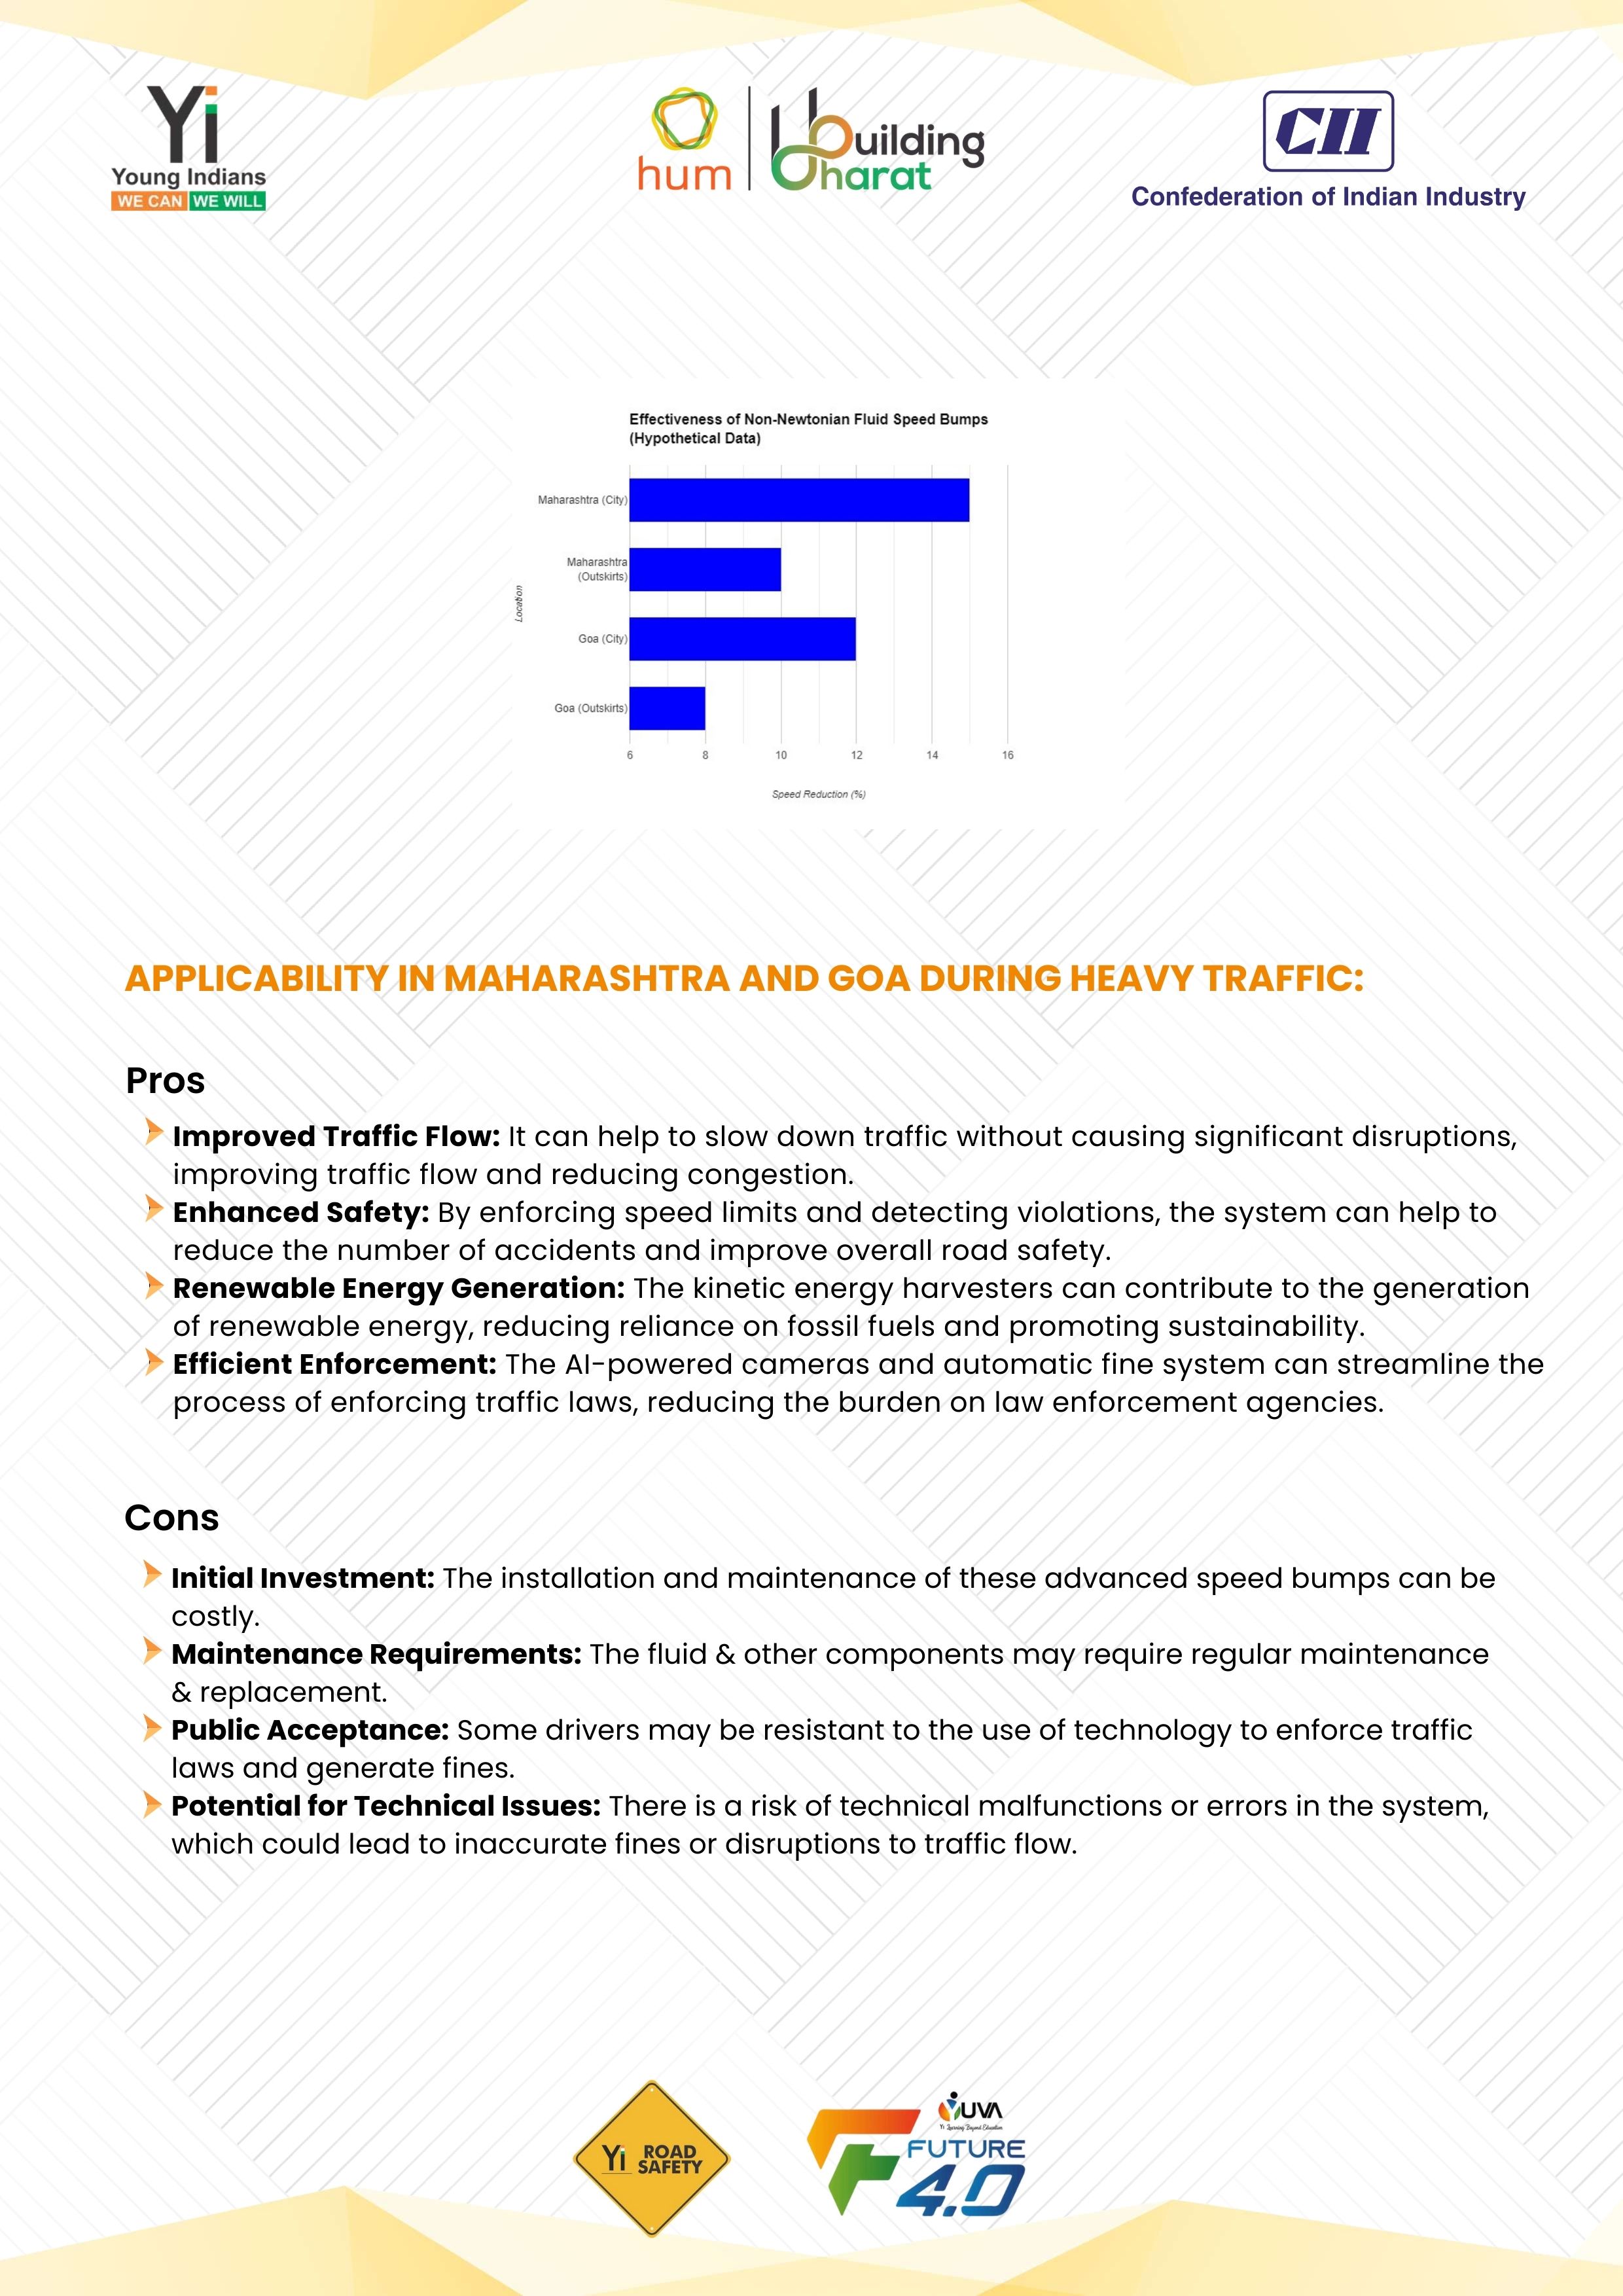 Yi
Young Indians
WE CAN WE WILL
hum
Building
Bharat
CII
Confederation of Indian Industry
Effectiveness of Non-Newtonian Fluid Speed Bumps
(Hypothetical Data)
Maharashtra (City)
Maharashtra
(Outskirts)
Location
Goa (City)
Goa (Outskirts)
6 8 10 12 14 16
Speed Reduction (%)
APPLICABILITY IN MAHARASHTRA AND GOA DURING HEAVY TRAFFIC:
Pros
Improved Traffic Flow: It can help to slow down traffic without causing significant disruptions,
improving traffic flow and reducing congestion.
Enhanced Safety: By enforcing speed limits and detecting violations, the system can help to
reduce the number of accidents and improve overall road safety.
Renewable Energy Generation: The kinetic energy harvesters can contribute to the generation
of renewable energy, reducing reliance on fossil fuels and promoting sustainability.
Efficient Enforcement: The AI-powered cameras and automatic fine system can streamline the
process of enforcing traffic laws, reducing the burden on law enforcement agencies.
Cons
Initial Investment: The installation and maintenance of these advanced speed bumps can be
costly.
Maintenance Requirements: The fluid & other components may require regular maintenance
& replacement.
Public Acceptance: Some drivers may be resistant to the use of technology to enforce traffic
laws and generate fines.
Potential for Technical Issues: There is a risk of technical malfunctions or errors in the system,
which could lead to inaccurate fines or disruptions to traffic flow.
Yi ROAD
SAFETY
YUVA
Yi Learning Beyond Education
FUTURE
4.0